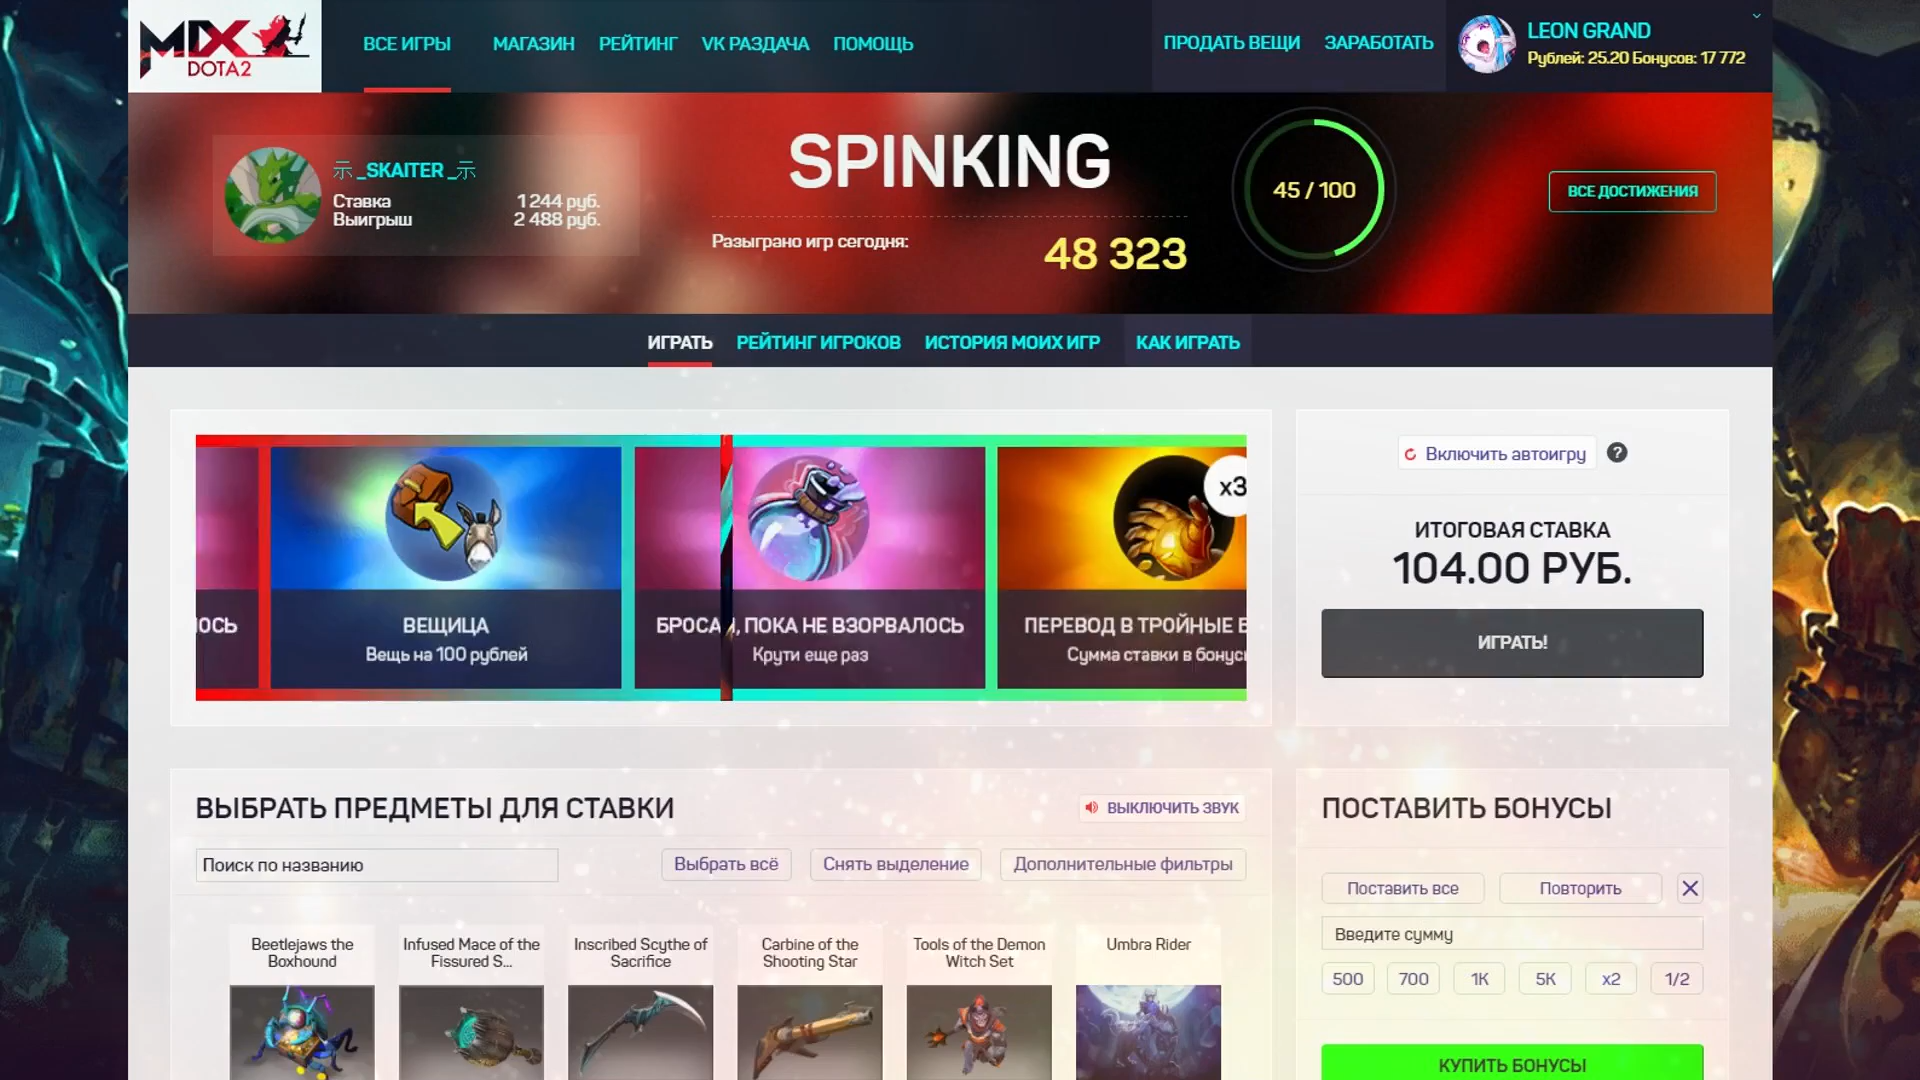 MIX
DOTA2
ВСЕ ИГРЫ
МАГАЗИН
РЕЙТИНГ
VK РАЗДАЧА
ПОМОЩЬ
ПРОДАТЬ ВЕЩИ
ЗАРАБОТАТЬ
LEON GRAND
Рублей: 25.20 Бонусов: 17 772
示_SKAITER_示
Ставка 1 244 руб.
Выигрыш 2 488 руб.
SPINKING
Разыграно игр сегодня: 48 323
45 / 100
ВСЕ ДОСТИЖЕНИЯ
ИГРАТЬ
РЕЙТИНГ ИГРОКОВ
ИСТОРИЯ МОИХ ИГР
КАК ИГРАТЬ
ЛОСЬ
ВЕЩИЦА
Вещь на 100 рублей
БРОСАЙ, ПОКА НЕ ВЗОРВАЛОСЬ
Крути еще раз
x3
ПЕРЕВОД В ТРОЙНЫЕ Б
Сумма ставки в бонусы
Включить автоигру
?
ИТОГОВАЯ СТАВКА
104.00 РУБ.
ИГРАТЬ!
ВЫБРАТЬ ПРЕДМЕТЫ ДЛЯ СТАВКИ
ВЫКЛЮЧИТЬ ЗВУК
Поиск по названию
Выбрать всё
Снять выделение
Дополнительные фильтры
Beetlejaws the
Boxhound
Infused Mace of the
Fissured S...
Inscribed Scythe of
Sacrifice
Carbine of the
Shooting Star
Tools of the Demon
Witch Set
Umbra Rider
ПОСТАВИТЬ БОНУСЫ
Поставить все
Повторить
Введите сумму
500
700
1K
5K
x2
1/2
КУПИТЬ БОНУСЫ